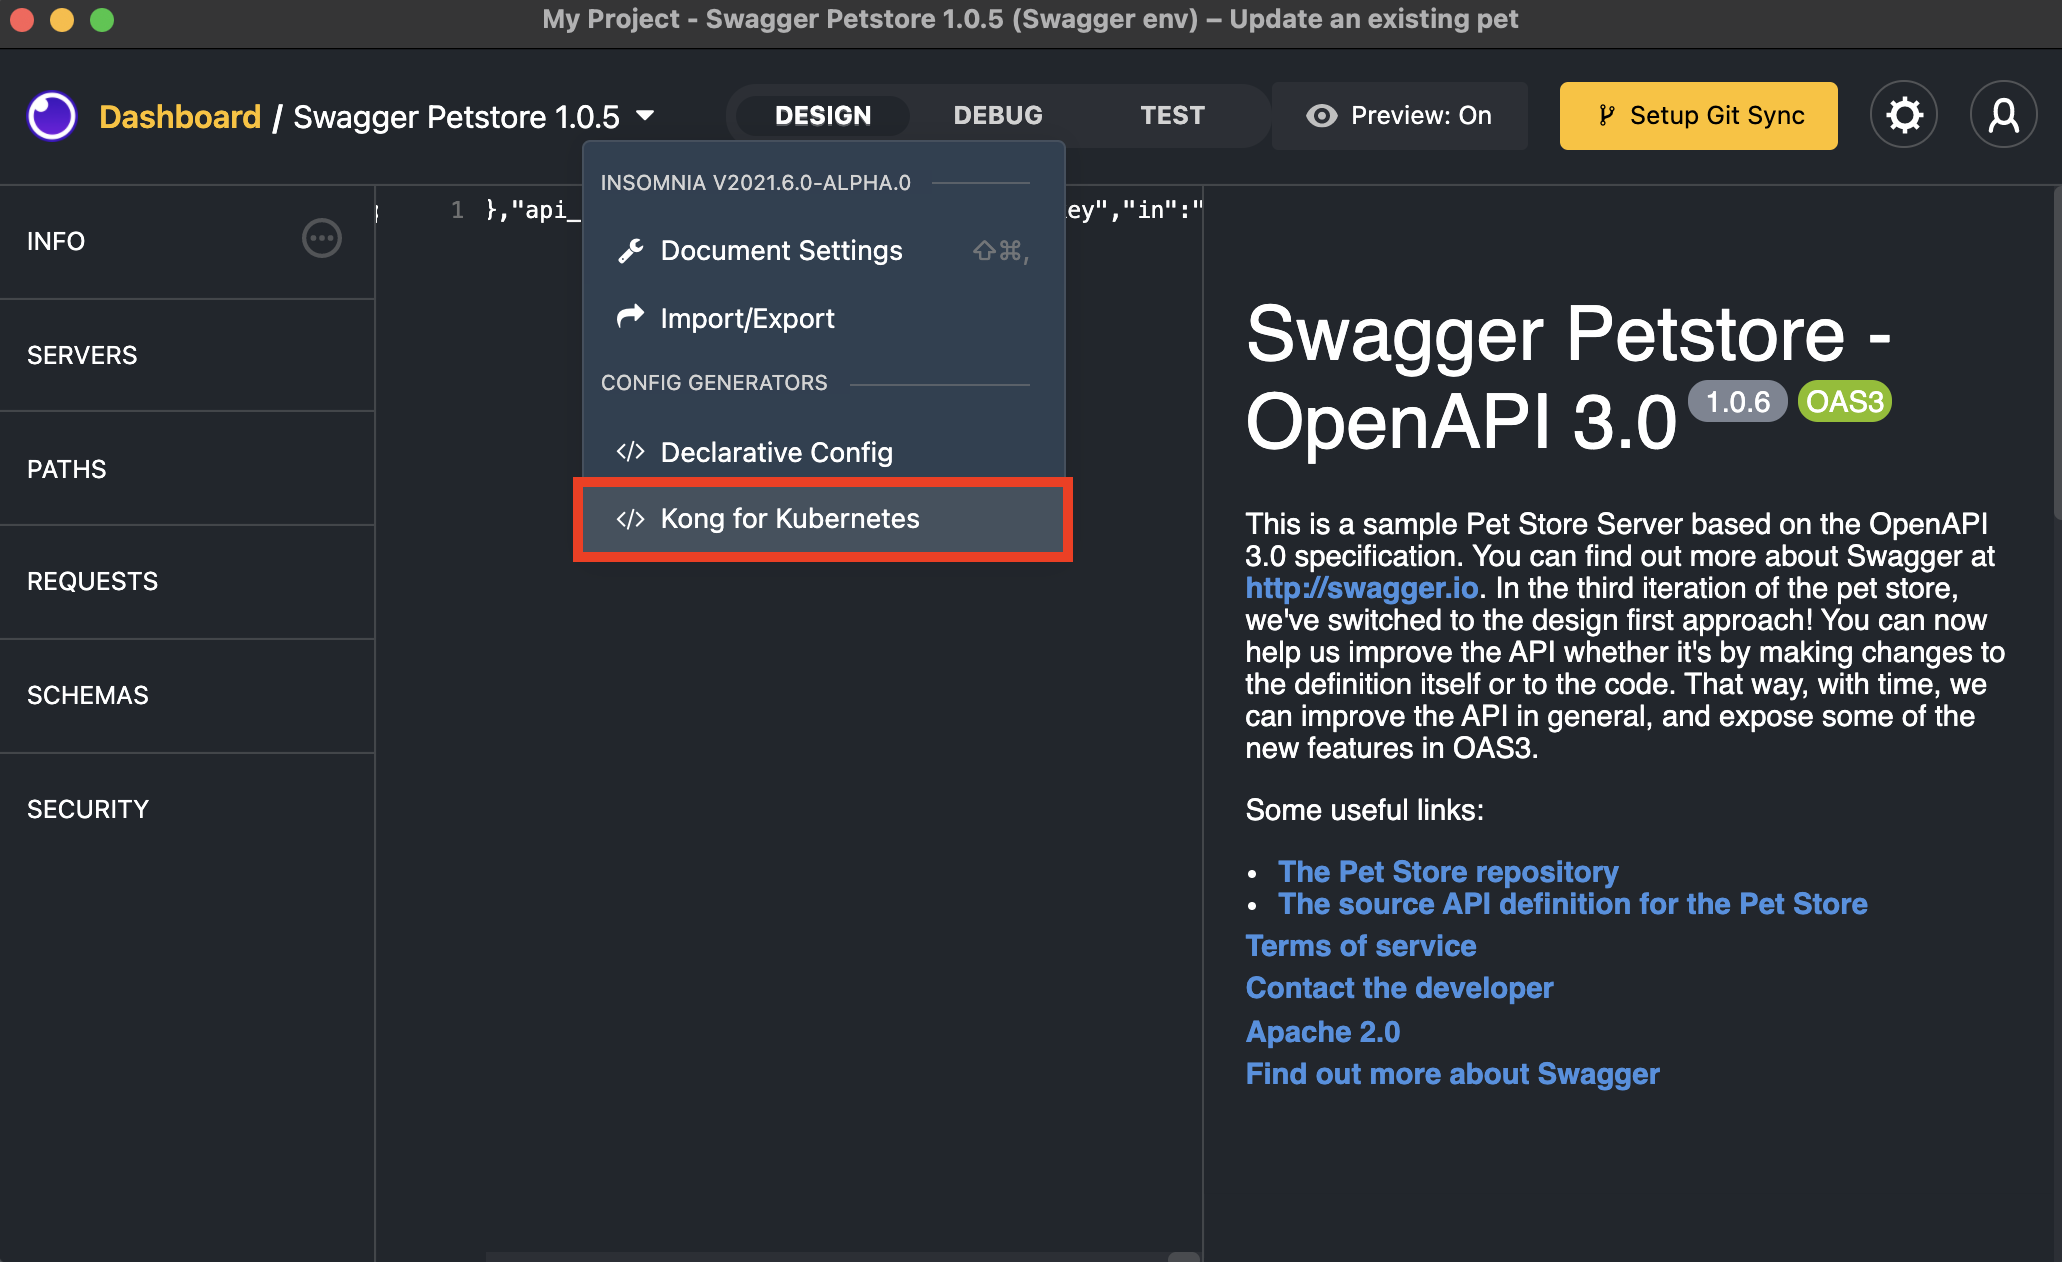 My Project - Swagger Petstore 1.0.5 (Swagger env) – Update an existing pet
Dashboard / Swagger Petstore 1.0.5
DESIGN
DEBUG
TEST
Preview: On
Setup Git Sync
INFO
SERVERS
PATHS
REQUESTS
SCHEMAS
SECURITY
1 },"api_
ey","in":"
INSOMNIA V2021.6.0-ALPHA.0
Document Settings ⇧⌘,
Import/Export
CONFIG GENERATORS
</> Declarative Config
</> Kong for Kubernetes
Swagger Petstore -
OpenAPI 3.0 1.0.6 OAS3
This is a sample Pet Store Server based on the OpenAPI
3.0 specification. You can find out more about Swagger at
http://swagger.io. In the third iteration of the pet store,
we've switched to the design first approach! You can now
help us improve the API whether it's by making changes to
the definition itself or to the code. That way, with time, we
can improve the API in general, and expose some of the
new features in OAS3.
Some useful links:
• The Pet Store repository
• The source API definition for the Pet Store
Terms of service
Contact the developer
Apache 2.0
Find out more about Swagger